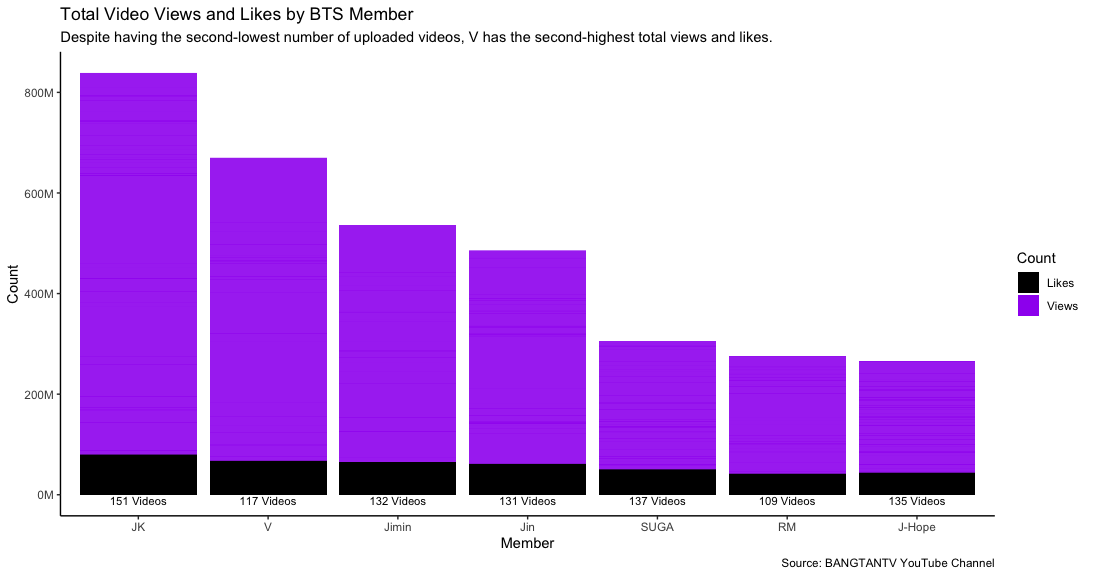 Total Video Views and Likes by BTS Member
Despite having the second-lowest number of uploaded videos, V has the second-highest total views and likes.
Count
800M
600M
400M
200M
0M
151 Videos
117 Videos
132 Videos
131 Videos
137 Videos
109 Videos
135 Videos
JK
V
Jimin
Jin
SUGA
RM
J-Hope
Member
Count
Likes
Views
Source: BANGTANTV YouTube Channel